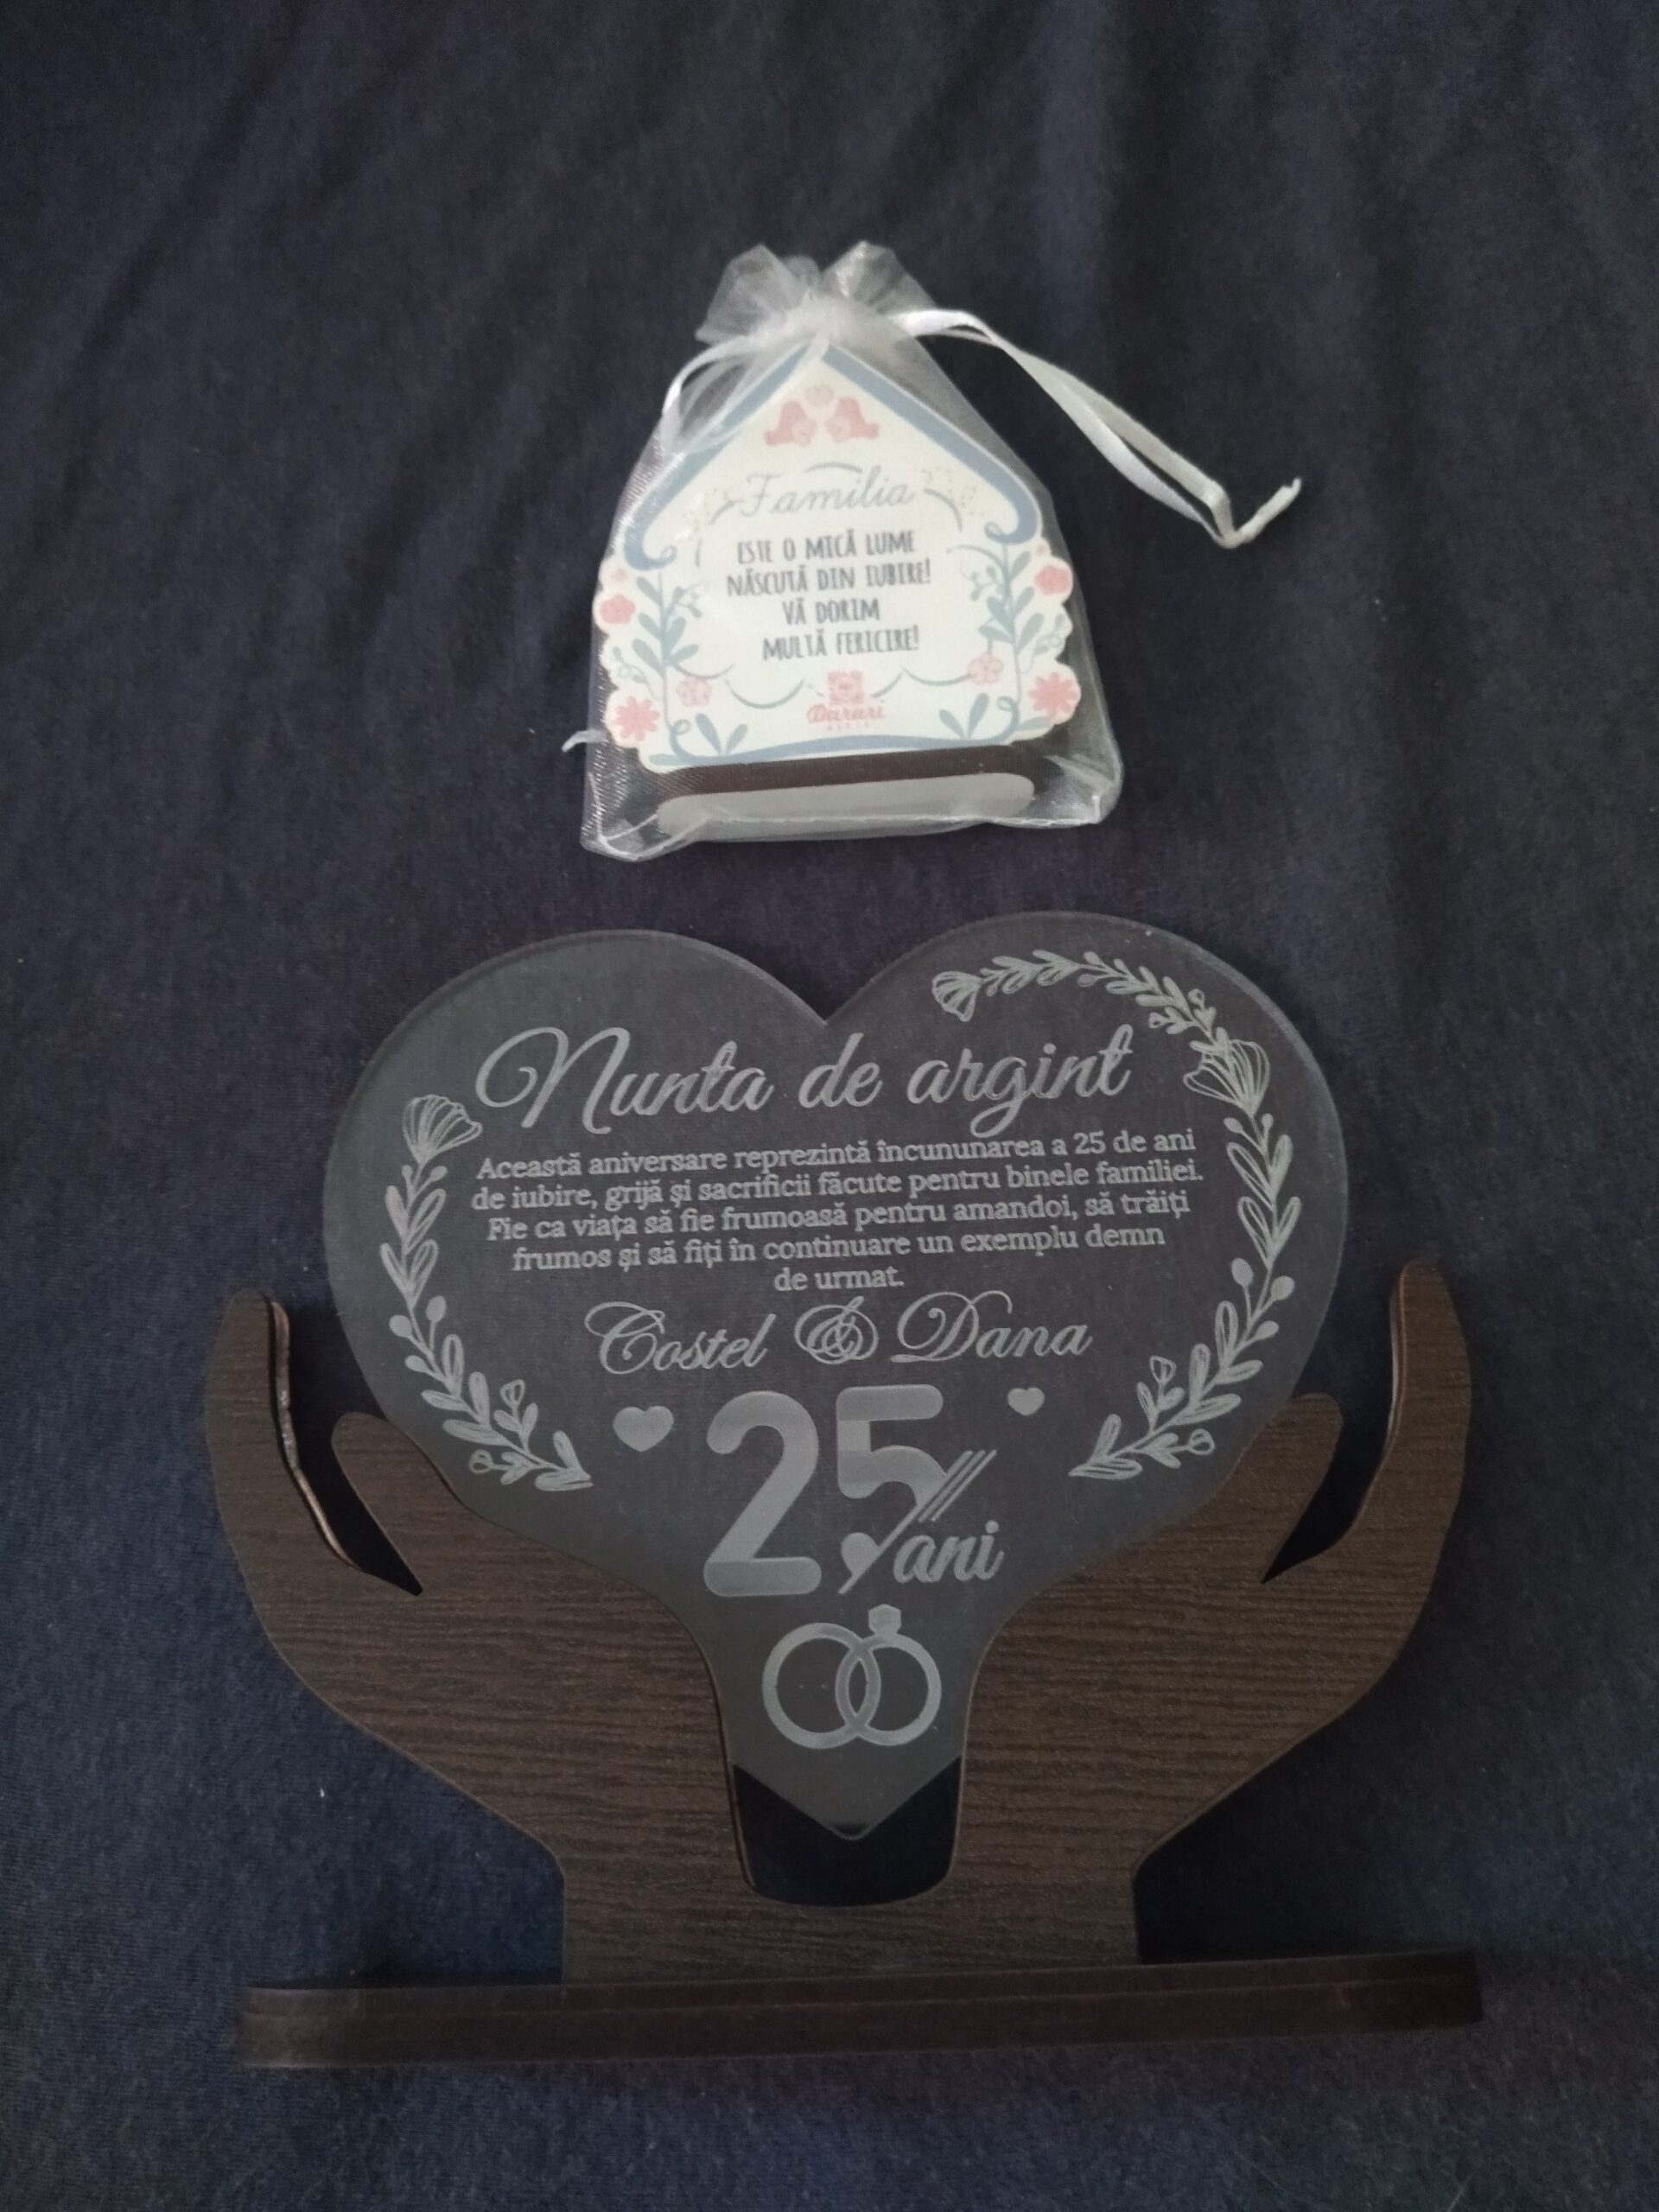 Familia
ESTE O MICĂ LUME
NĂSCUTĂ DIN IUBIRE!
VĂ DORIM
MULTĂ FERICIRE!
Daruri
Nunta de argint
Această aniversare reprezintă încununarea a 25 de ani
de iubire, grijă și sacrificii făcute pentru binele familiei.
Fie ca viața să fie frumoasă pentru amandoi, să trăiți
frumos și să fiți în continuare un exemplu demn
de urmat.
Costel & Dana
25
ani